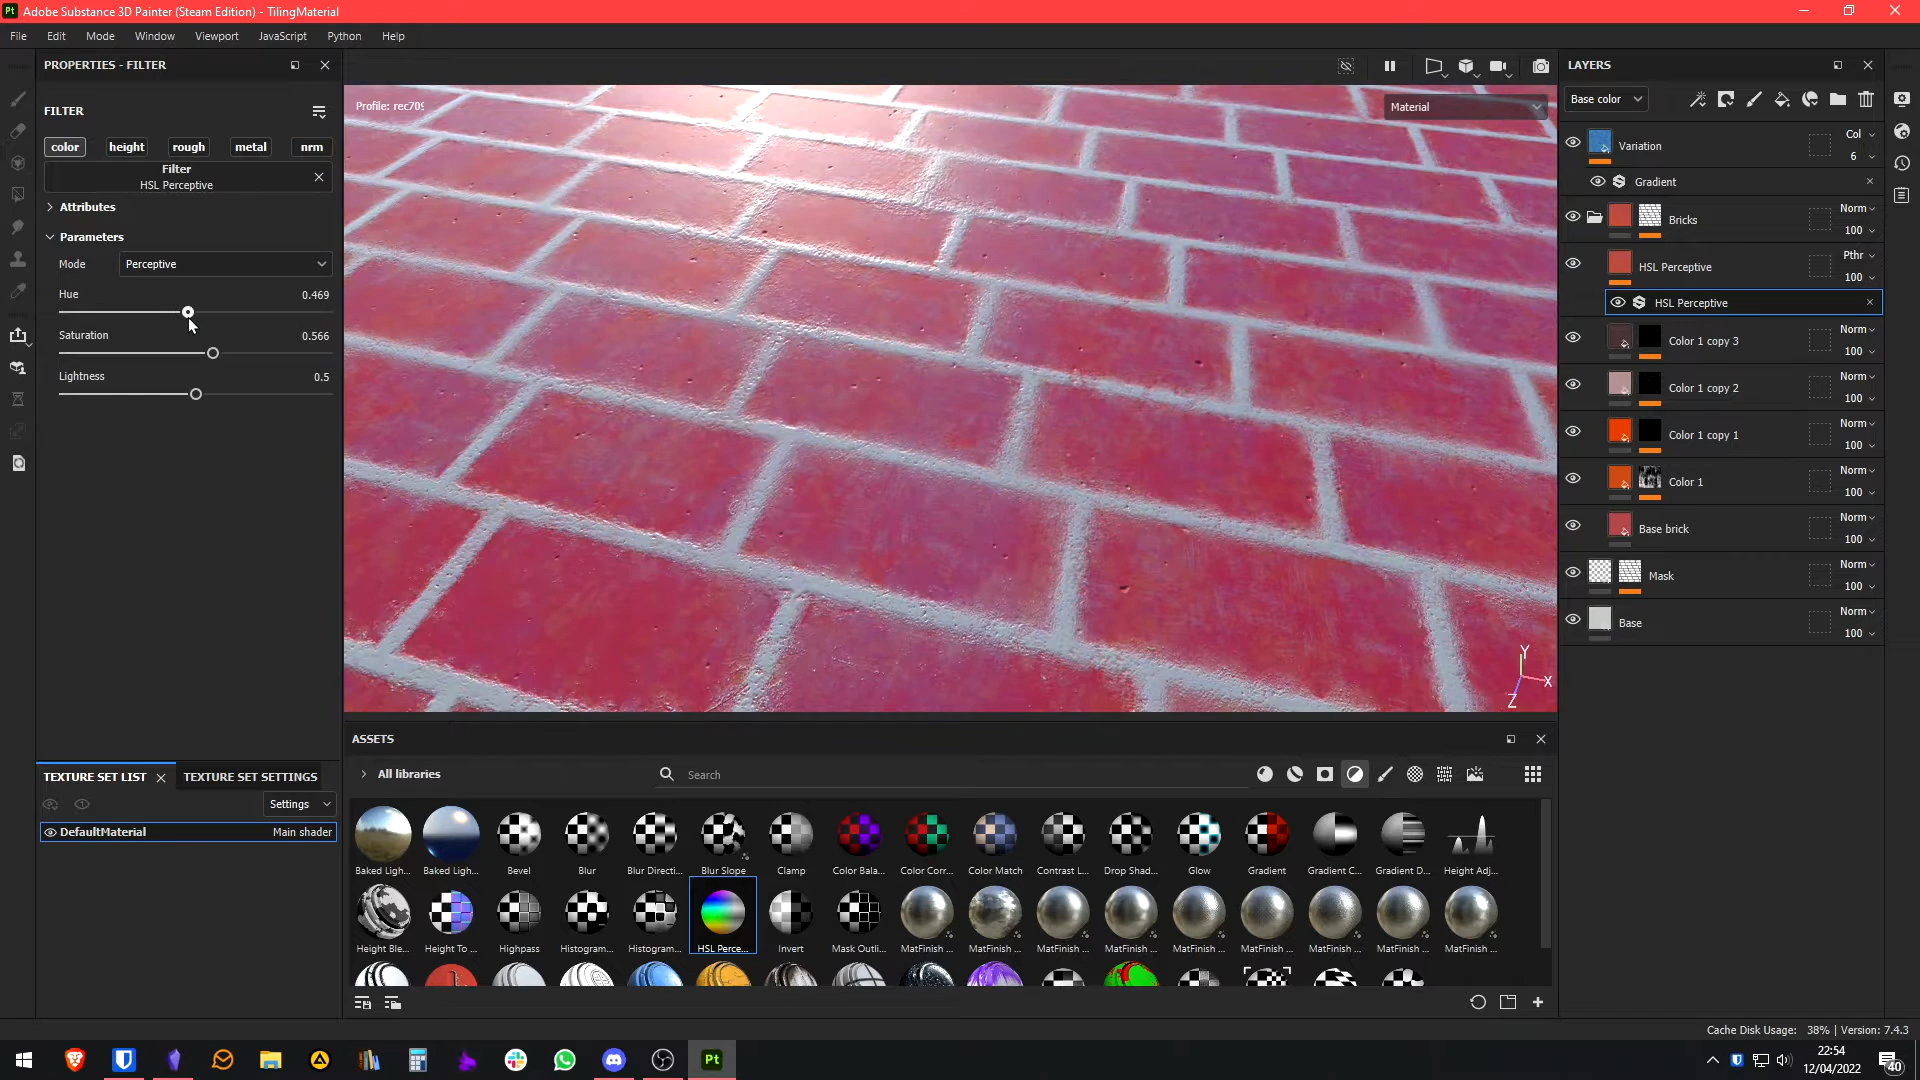 Adobe Substance 3D Painter (Steam Edition) - TilingMaterial
File Edit Mode Window Viewport JavaScript Python Help
PROPERTIES - FILTER
FILTER
color height rough metal nrm
Filter
HSL Perceptive
Attributes
Parameters
Mode Perceptive
Hue 0.469
Saturation 0.566
Lightness 0.5
TEXTURE SET LIST TEXTURE SET SETTINGS
Settings
DefaultMaterial Main shader
Profile: rec709
Material
Y
X
Z
ASSETS
All libraries
Search
Baked Ligh... Baked Ligh... Bevel Blur Blur Directi... Blur Slope Clamp Color Bala... Color Corr... Color Match Contrast L... Drop Shad... Glow Gradient Gradient C... Gradient D... Height Adj...
Height Ble... Height To ... Highpass Histogram... Histogram... HSL Perce... Invert Mask Outli... MatFinish ... MatFinish ... MatFinish ... MatFinish ... MatFinish ... MatFinish ... MatFinish ... MatFinish ... MatFinish ...
LAYERS
Base color
Variation Col 6
Gradient
Bricks Norm 100
HSL Perceptive Pthr 100
HSL Perceptive
Color 1 copy 3 Norm 100
Color 1 copy 2 Norm 100
Color 1 copy 1 Norm 100
Color 1 Norm 100
Base brick Norm 100
Mask Norm 100
Base Norm 100
Cache Disk Usage: 38% | Version: 7.4.3
Pt
22:54
12/04/2022
40